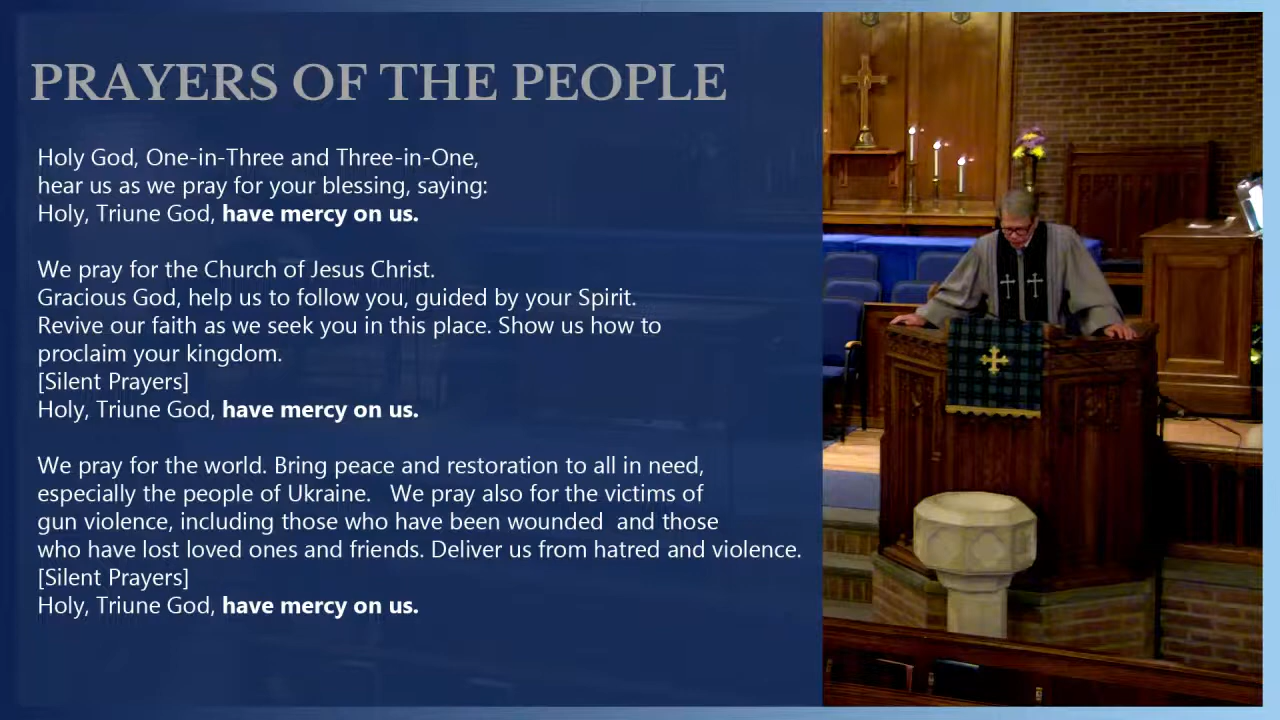 PRAYERS OF THE PEOPLE
Holy God, One-in-Three and Three-in-One,
hear us as we pray for your blessing, saying:
Holy, Triune God, have mercy on us.
We pray for the Church of Jesus Christ.
Gracious God, help us to follow you, guided by your Spirit.
Revive our faith as we seek you in this place. Show us how to
proclaim your kingdom.
[Silent Prayers]
Holy, Triune God, have mercy on us.
We pray for the world. Bring peace and restoration to all in need,
especially the people of Ukraine.   We pray also for the victims of
gun violence, including those who have been wounded  and those
who have lost loved ones and friends. Deliver us from hatred and violence.
[Silent Prayers]
Holy, Triune God, have mercy on us.